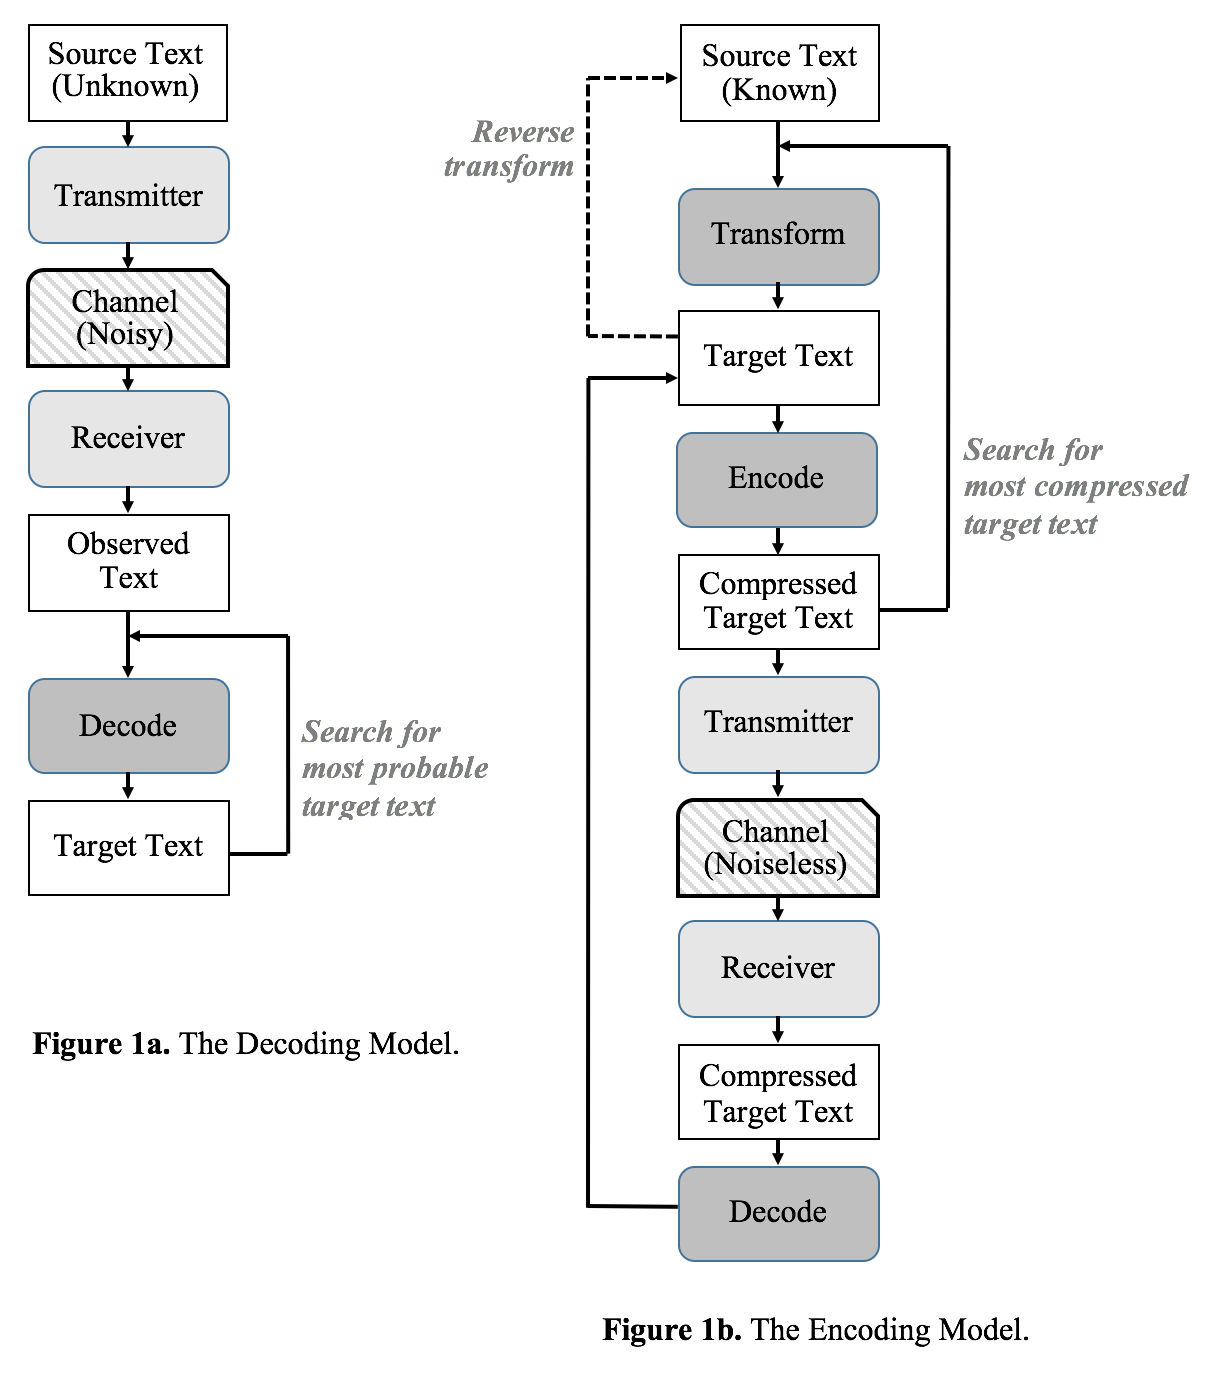 Source Text
(Unknown)
Transmitter
Channel
(Noisy)
Receiver
Observed
Text
Decode
Search for
most probable
target text
Target Text
Figure 1a. The Decoding Model.
Source Text
(Known)
Reverse
transform
Transform
Target Text
Encode
Search for
most compressed
target text
Compressed
Target Text
Transmitter
Channel
(Noiseless)
Receiver
Compressed
Target Text
Decode
Figure 1b. The Encoding Model.